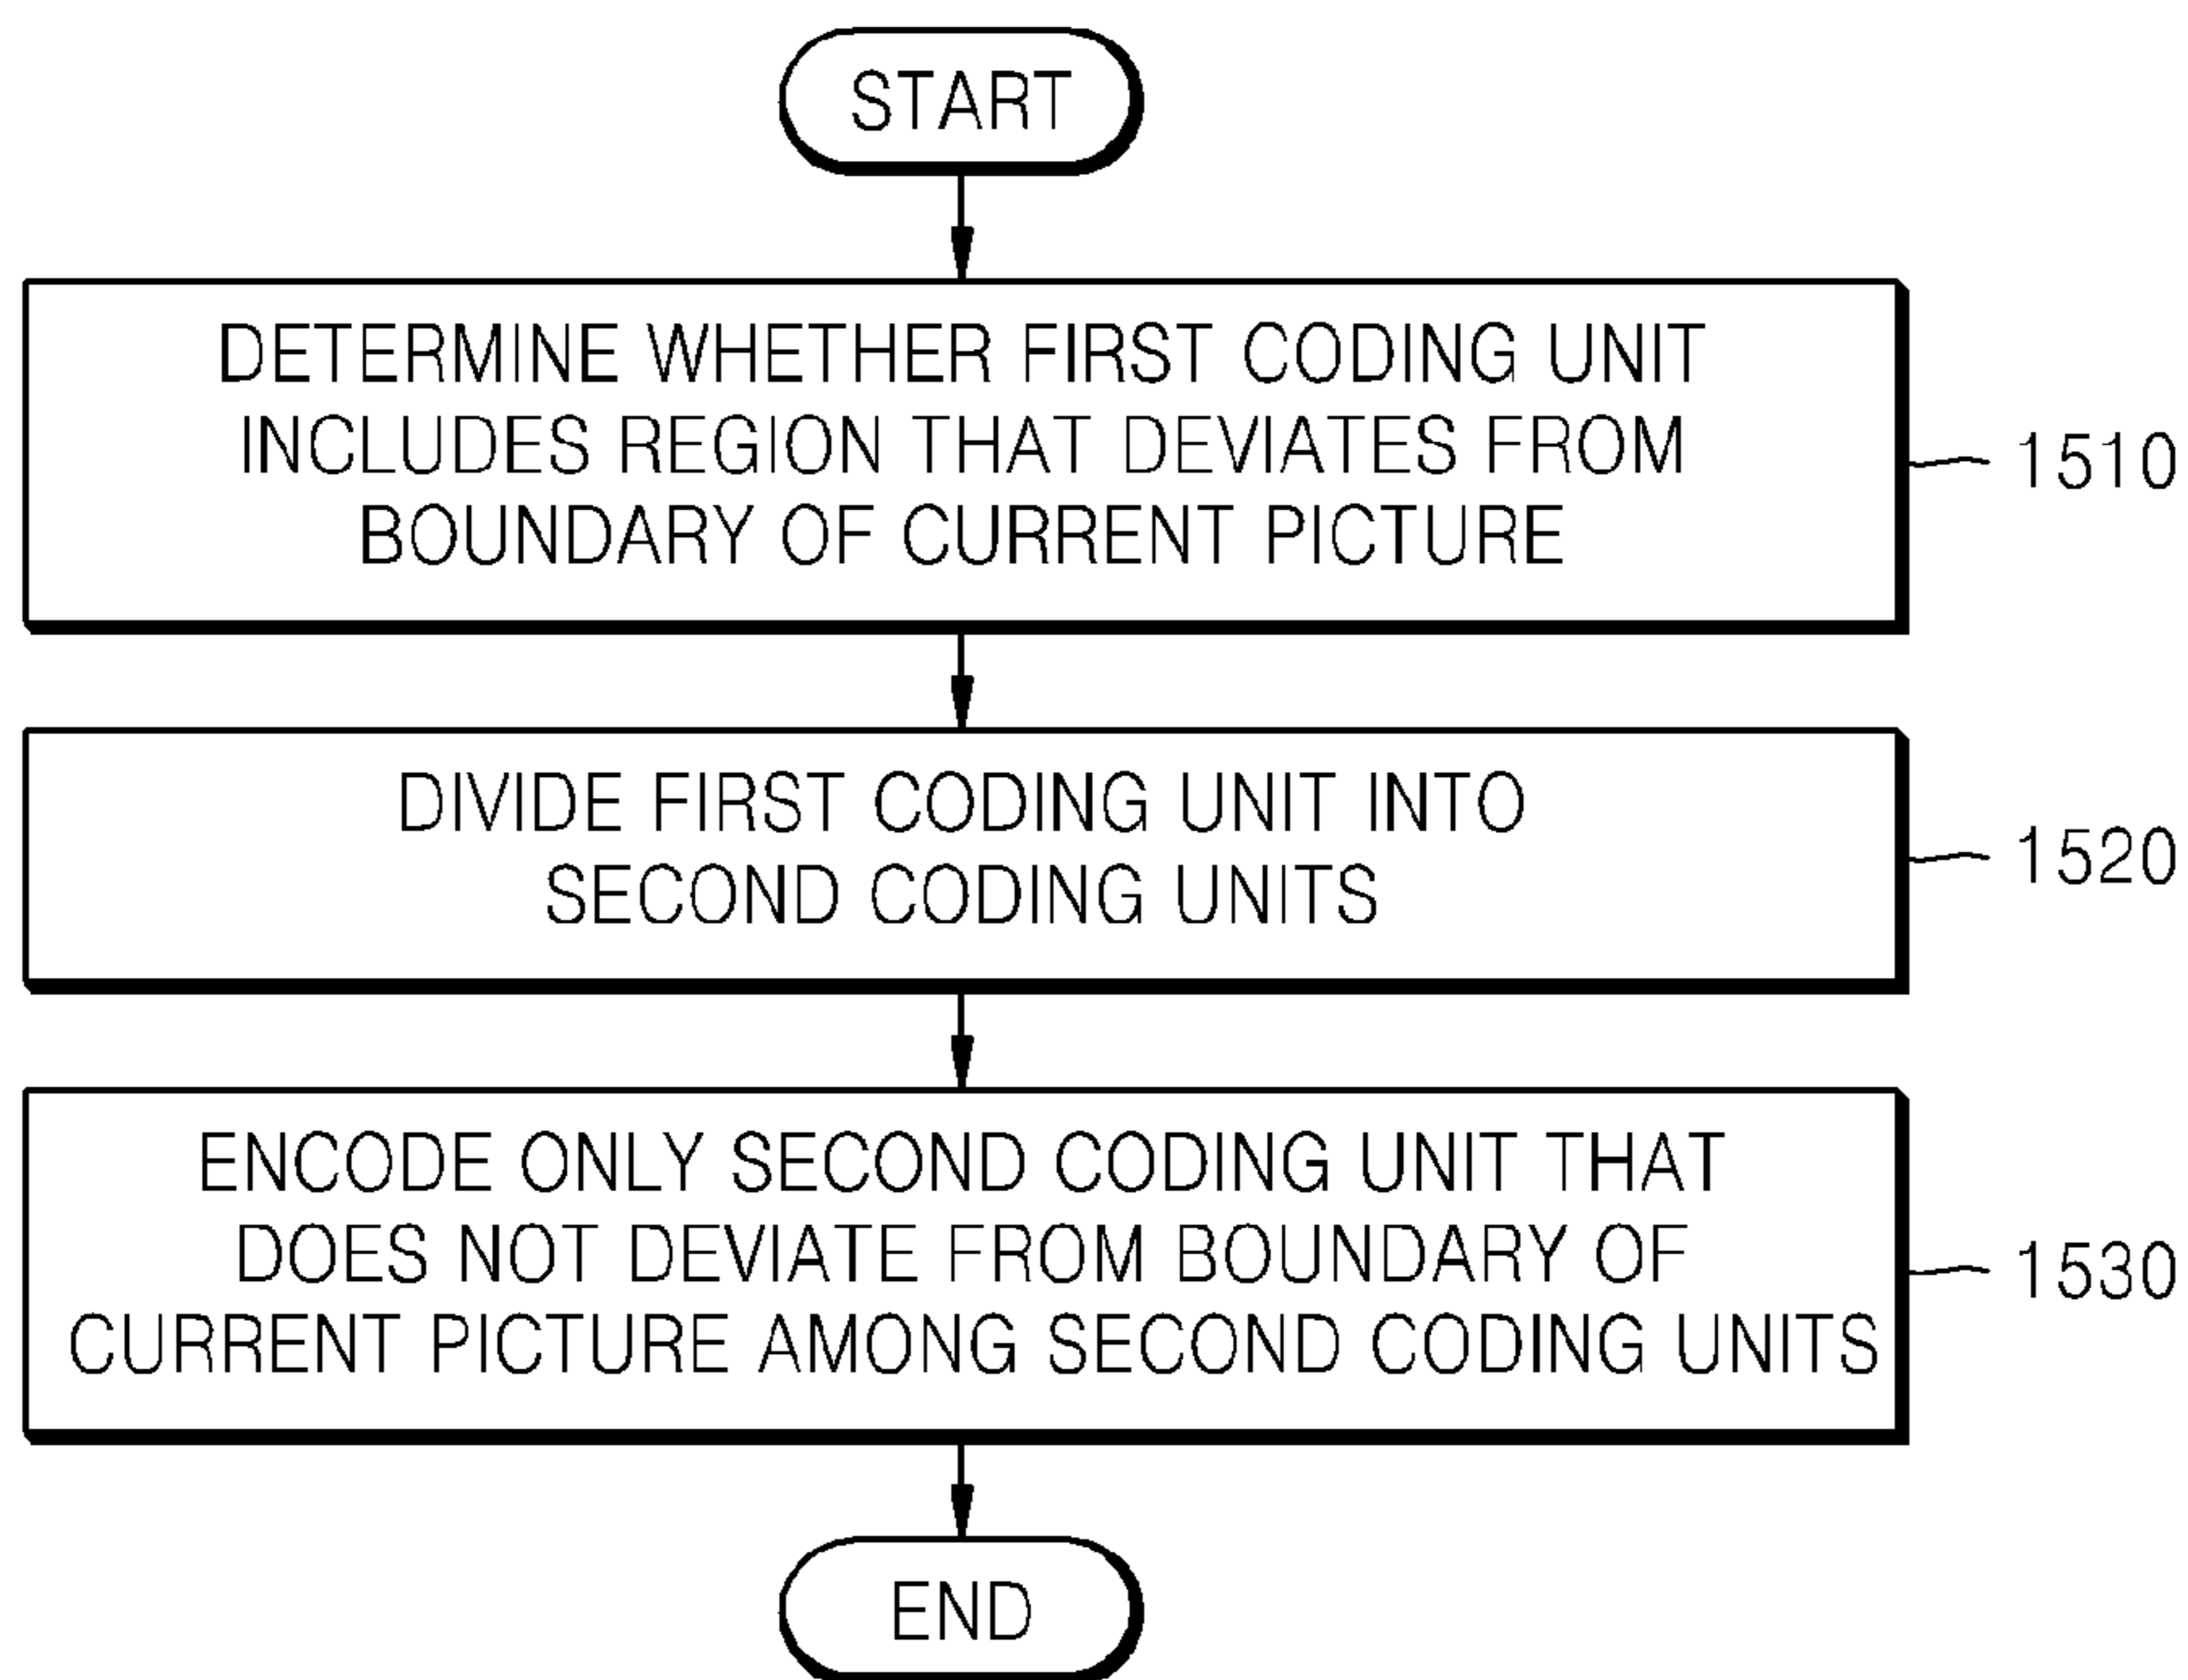 START
DETERMINE WHETHER FIRST CODING UNIT
INCLUDES REGION THAT DEVIATES FROM
BOUNDARY OF CURRENT PICTURE
1510
DIVIDE FIRST CODING UNIT INTO
SECOND CODING UNITS
1520
ENCODE ONLY SECOND CODING UNIT THAT
DOES NOT DEVIATE FROM BOUNDARY OF
CURRENT PICTURE AMONG SECOND CODING UNITS
1530
END